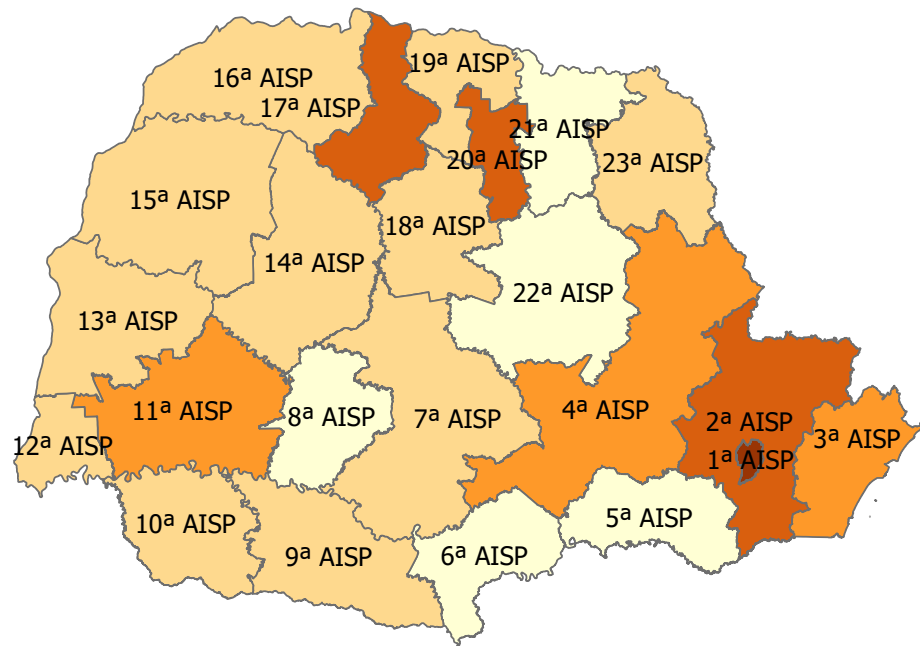 19ª AISP
16ª AISP
17ª AISP
21ª AISP
20ª AISP
23ª AISP
15ª AISP
18ª AISP
14ª AISP
22ª AISP
13ª AISP
11ª AISP
8ª AISP
7ª AISP
4ª AISP
2ª AISP
3ª AISP
12ª AISP
1ª AISP
10ª AISP
5ª AISP
9ª AISP
6ª AISP